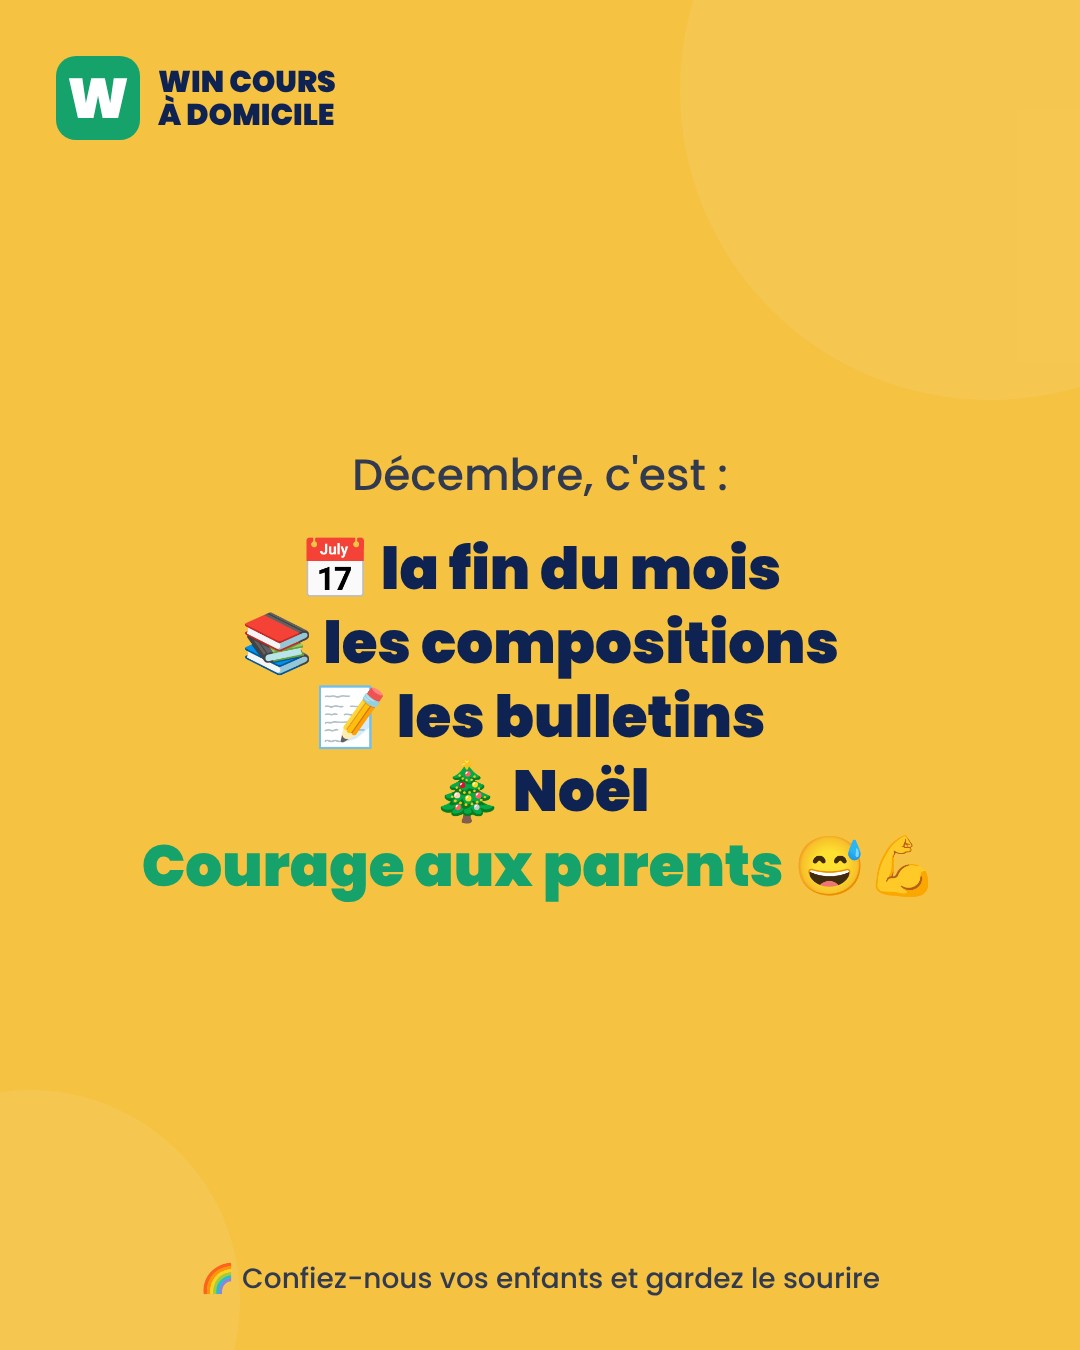 W
WIN COURS
À DOMICILE
Décembre, c'est :
July
17
la fin du mois
les compositions
les bulletins
Noël
Courage aux parents
Confiez-nous vos enfants et gardez le sourire